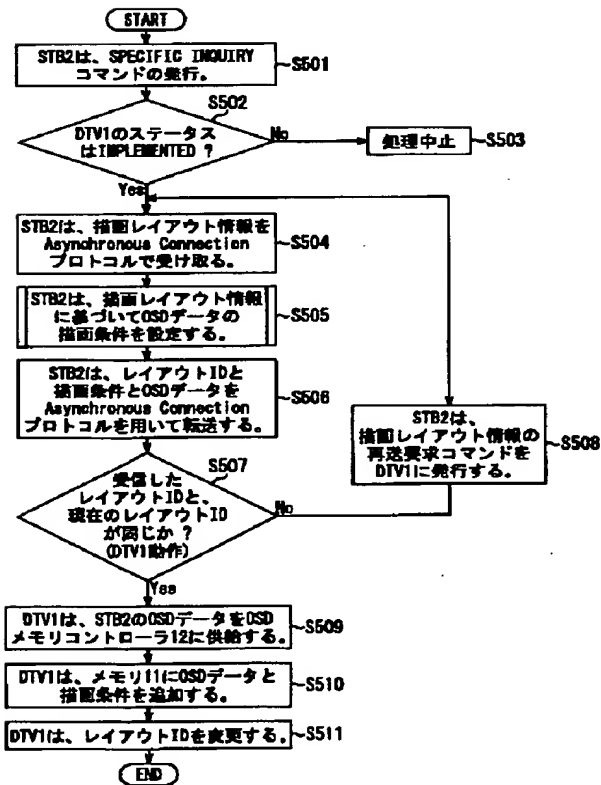 START
STB2は、SPECIFIC INQUIRY
コマンドの発行。
S501
S502
DTV1のステータス
はIMPLEMENTED ?
No
処理中止
S503
Yes
STB2は、描画レイアウト情報を
Asynchronous Connection
プロトコルで受け取る。
S504
STB2は、描画レイアウト情報
に基づいてOSDデータの
描画条件を設定する。
S505
STB2は、レイアウトIDと
描画条件とOSDデータを
Asynchronous Connection
プロトコルを用いて転送する。
S506
STB2は、
描画レイアウト情報の
再送要求コマンドを
DTV1に発行する。
S508
S507
受信した
レイアウトIDと、
現在のレイアウトID
が同じか ?
(DTV1動作)
No
Yes
DTV1は、STB2のOSDデータをOSD
メモリコントローラ12に供給する。
S509
DTV1は、メモリ11にOSDデータと
描画条件を追加する。
S510
DTV1は、レイアウトIDを変更する。
S511
END